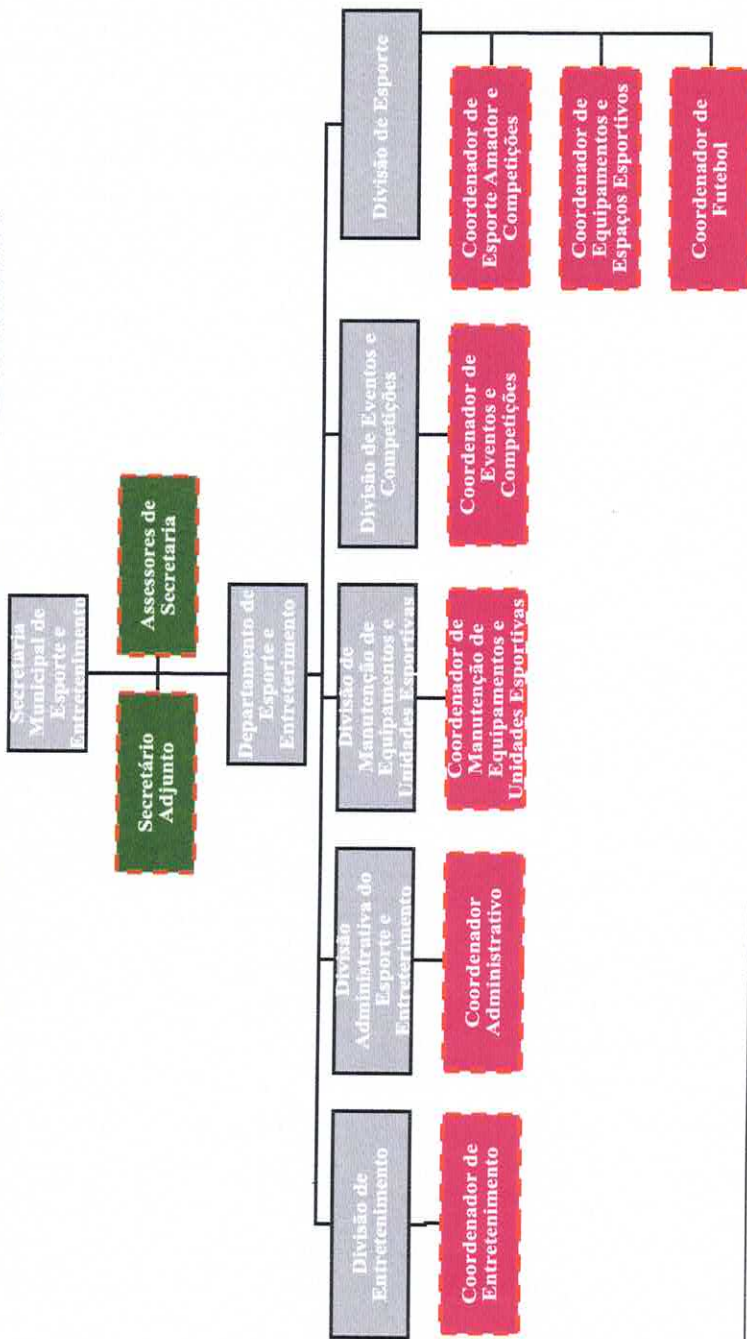 Secretaria
Municipal de
Esporte e
Entretenimento
Secretário
Adjunto
Assessores de
Secretaria
Departamento de
Esporte e
Entreterimento
Divisão de
Entretenimento
Divisão
Administrativa do
Esporte e
Entreterimento
Divisão de
Manutenção de
Equipamentos e
Unidades Esportivas
Divisão de Eventos e
Competições
Divisão de Esporte
Coordenador de
Entretenimento
Coordenador
Administrativo
Coordenador de
Manutenção de
Equipamentos e
Unidades Esportivas
Coordenador de
Eventos e
Competições
Coordenador de
Esporte Amador e
Competições
Coordenador de
Equipamentos e
Espaços Esportivos
Coordenador de
Futebol